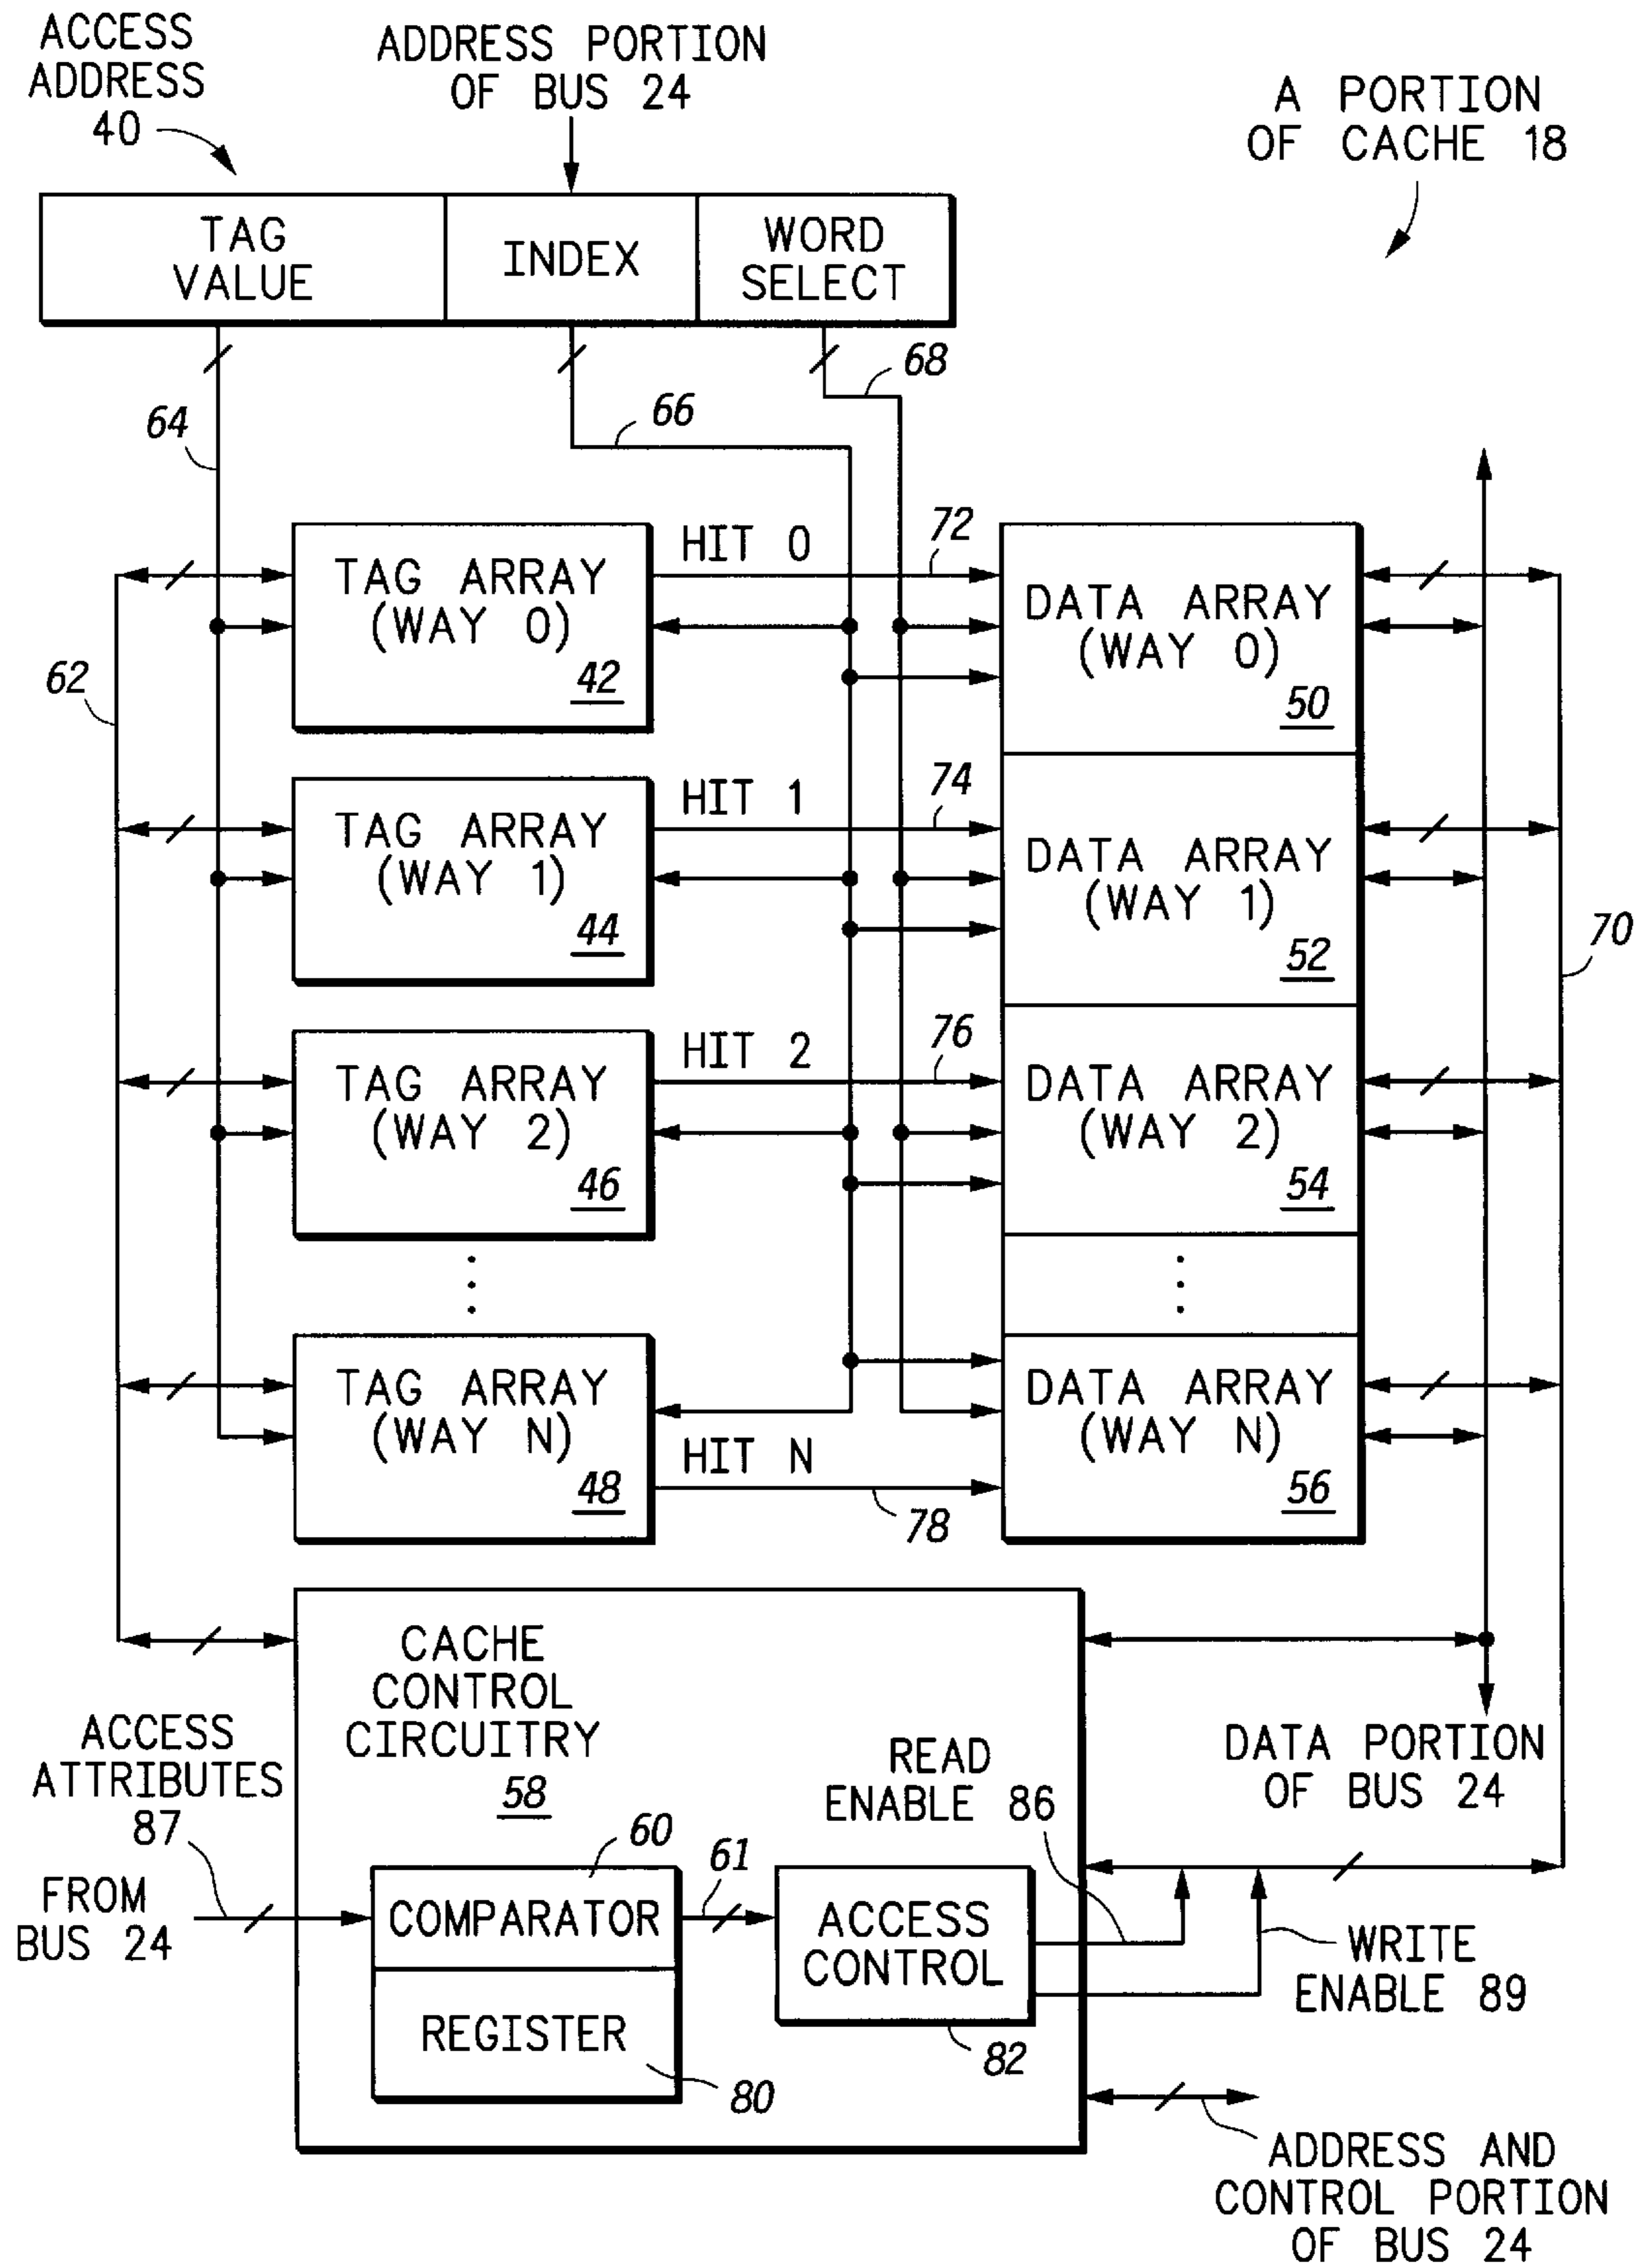 ACCESS
ADDRESS
40
ADDRESS PORTION
OF BUS 24
A PORTION
OF CACHE 18
TAG
VALUE
INDEX
WORD
SELECT
64
66
68
62
TAG ARRAY
(WAY 0)
42
HIT 0
72
DATA ARRAY
(WAY 0)
50
TAG ARRAY
(WAY 1)
44
HIT 1
74
DATA ARRAY
(WAY 1)
52
70
TAG ARRAY
(WAY 2)
46
HIT 2
76
DATA ARRAY
(WAY 2)
54
TAG ARRAY
(WAY N)
48
HIT N
78
DATA ARRAY
(WAY N)
56
CACHE
CONTROL
CIRCUITRY
58
ACCESS
ATTRIBUTES
87
FROM
BUS 24
60
COMPARATOR
REGISTER
80
61
ACCESS
CONTROL
82
READ
ENABLE 86
DATA PORTION
OF BUS 24
WRITE
ENABLE 89
ADDRESS AND
CONTROL PORTION
OF BUS 24